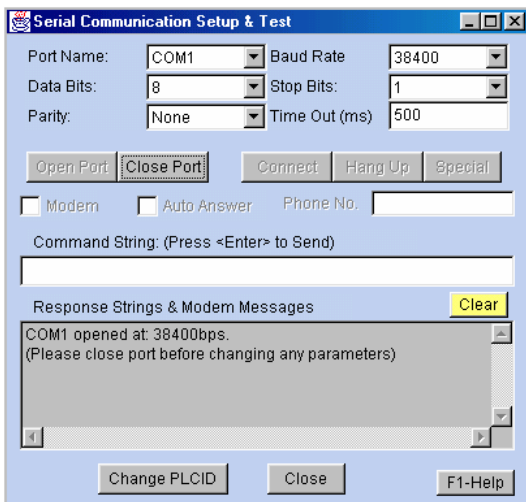 Serial Communication Setup & Test
Port Name: COM1 Baud Rate 38400
Data Bits: 8 Stop Bits: 1
Parity: None Time Out (ms) 500
Open Port Close Port Connect Hang Up Special
Modem Auto Answer Phone No.
Command String: (Press <Enter> to Send)
Response Strings & Modem Messages Clear
COM1 opened at: 38400bps.
(Please close port before changing any parameters)
Change PLCID Close F1-Help